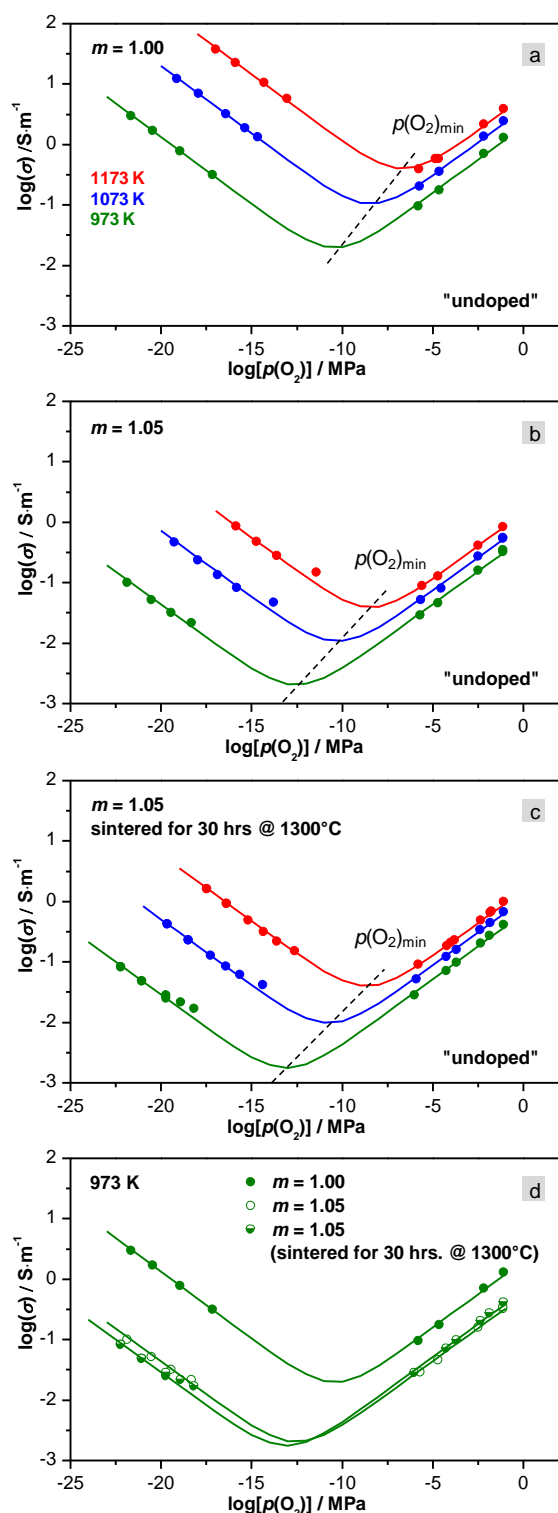 2
m = 1.00
a
1
p(O₂)min
0
log(σ) /S·m⁻¹
1173 K
-1
1073 K
973 K
-2
"undoped"
-3
-25 -20 -15 -10 -5 0
log[p(O₂)] / MPa
2
m = 1.05
b
1
0
log(σ) / S·m⁻¹
p(O₂)min
-1
-2
"undoped"
-3
-25 -20 -15 -10 -5 0
log[p(O₂)] / MPa
2
m = 1.05
c
sintered for 30 hrs @ 1300°C
1
0
log(σ) / S·m⁻¹
p(O₂)min
-1
-2
"undoped"
-3
-25 -20 -15 -10 -5 0
log[p(O₂)] / MPa
2
973 K
m = 1.00
d
m = 1.05
m = 1.05
1
(sintered for 30 hrs. @ 1300°C)
0
log(σ) / S·m⁻¹
-1
-2
-3
-25 -20 -15 -10 -5 0
log[p(O₂)] / MPa